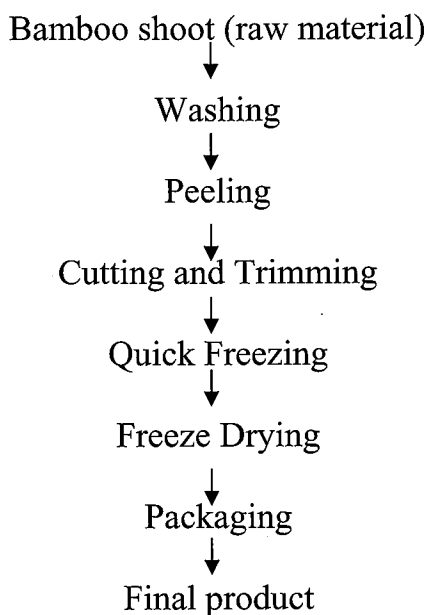 Bamboo shoot (raw material)
Washing
Peeling
Cutting and Trimming
Quick Freezing
Freeze Drying
Packaging
Final product